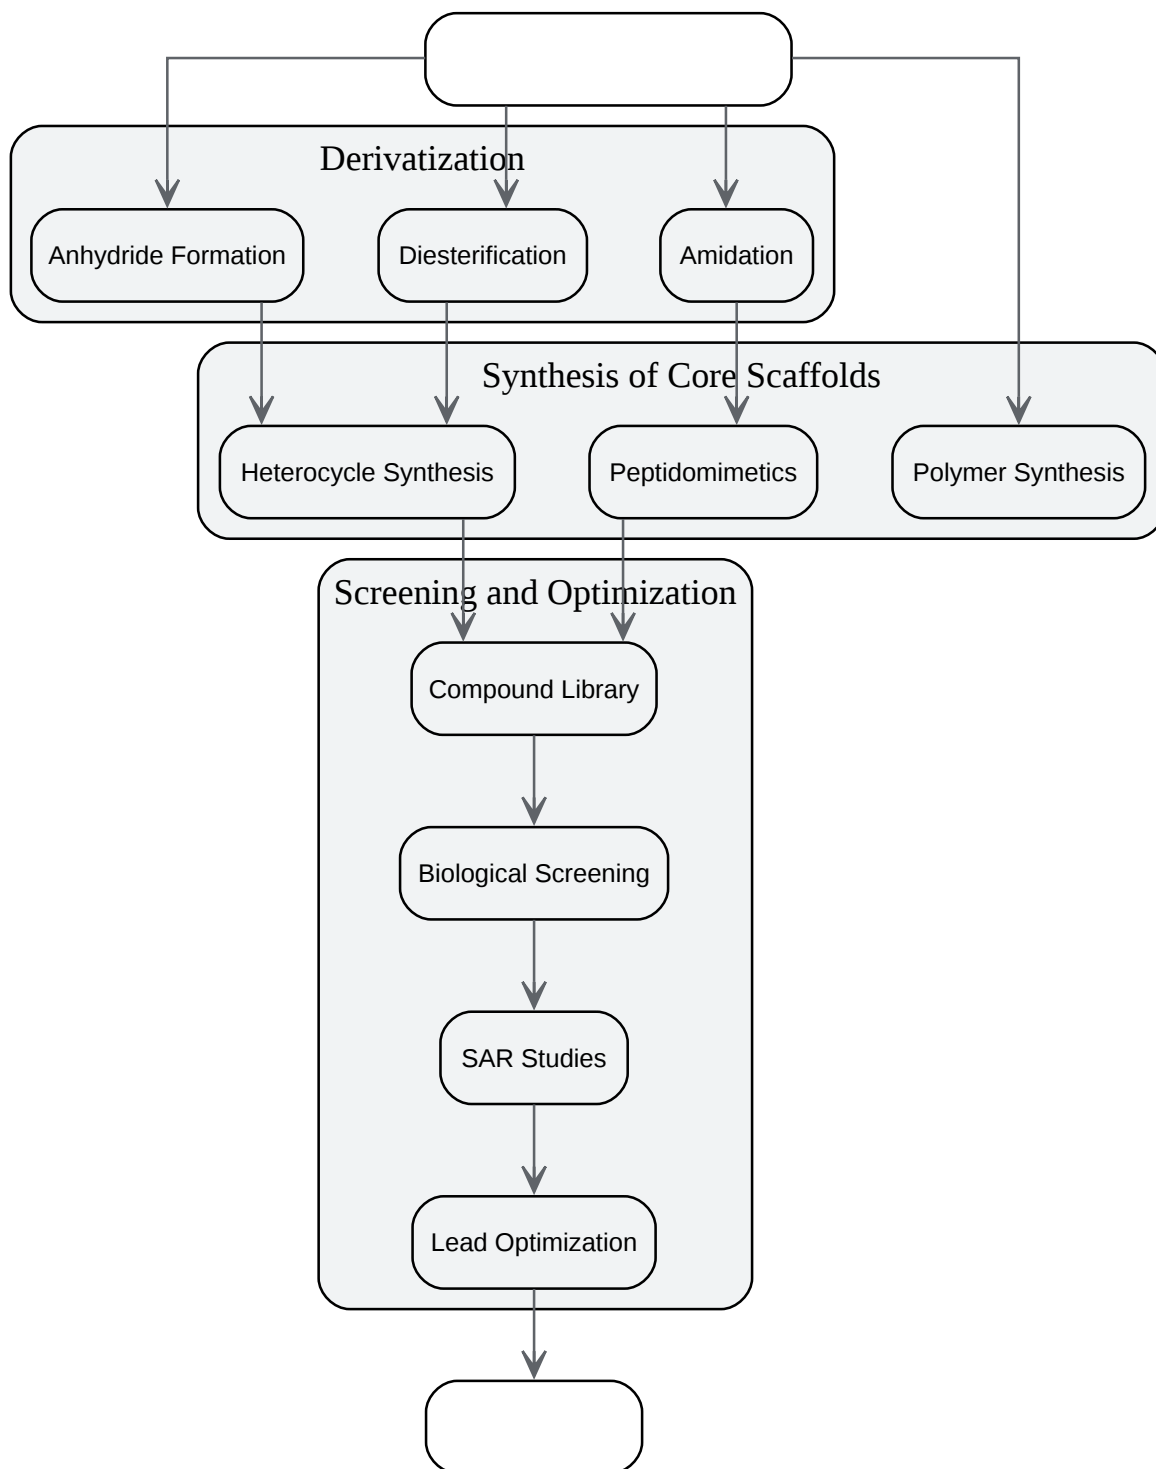 Derivatization
Anhydride Formation
Diesterification
Amidation
Synthesis of Core Scaffolds
Heterocycle Synthesis
Peptidomimetics
Polymer Synthesis
Screening and Optimization
Compound Library
Biological Screening
SAR Studies
Lead Optimization